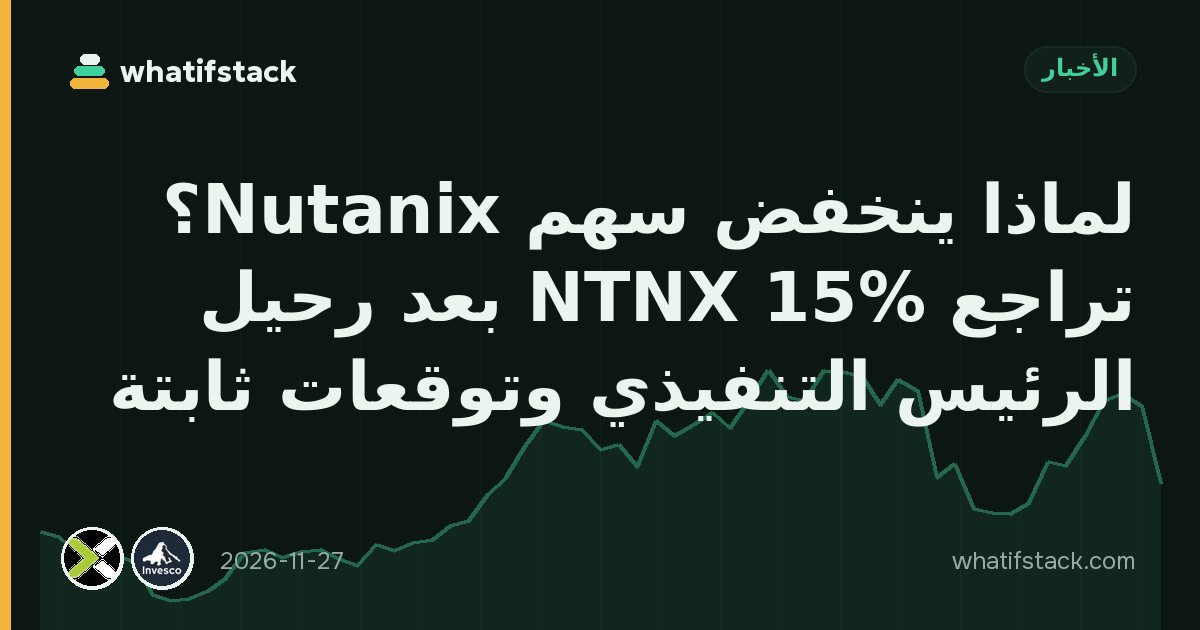 whatifstack
الأخبار
لماذا ينخفض سهم Nutanix؟
تراجع NTNX 15% بعد رحيل
الرئيس التنفيذي وتوقعات ثابتة
Invesco
2026-11-27
whatifstack.com